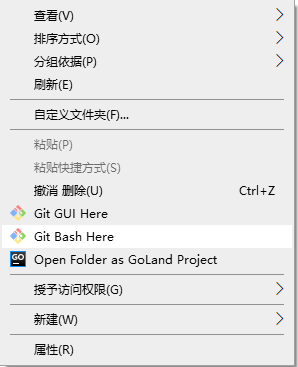 查看(V)
排序方式(O)
分组依据(P)
刷新(E)
自定义文件夹(F)...
粘贴(P)
粘贴快捷方式(S)
撤消 删除(U) Ctrl+Z
Git GUI Here
Git Bash Here
GO Open Folder as GoLand Project
授予访问权限(G)
新建(W)
属性(R)